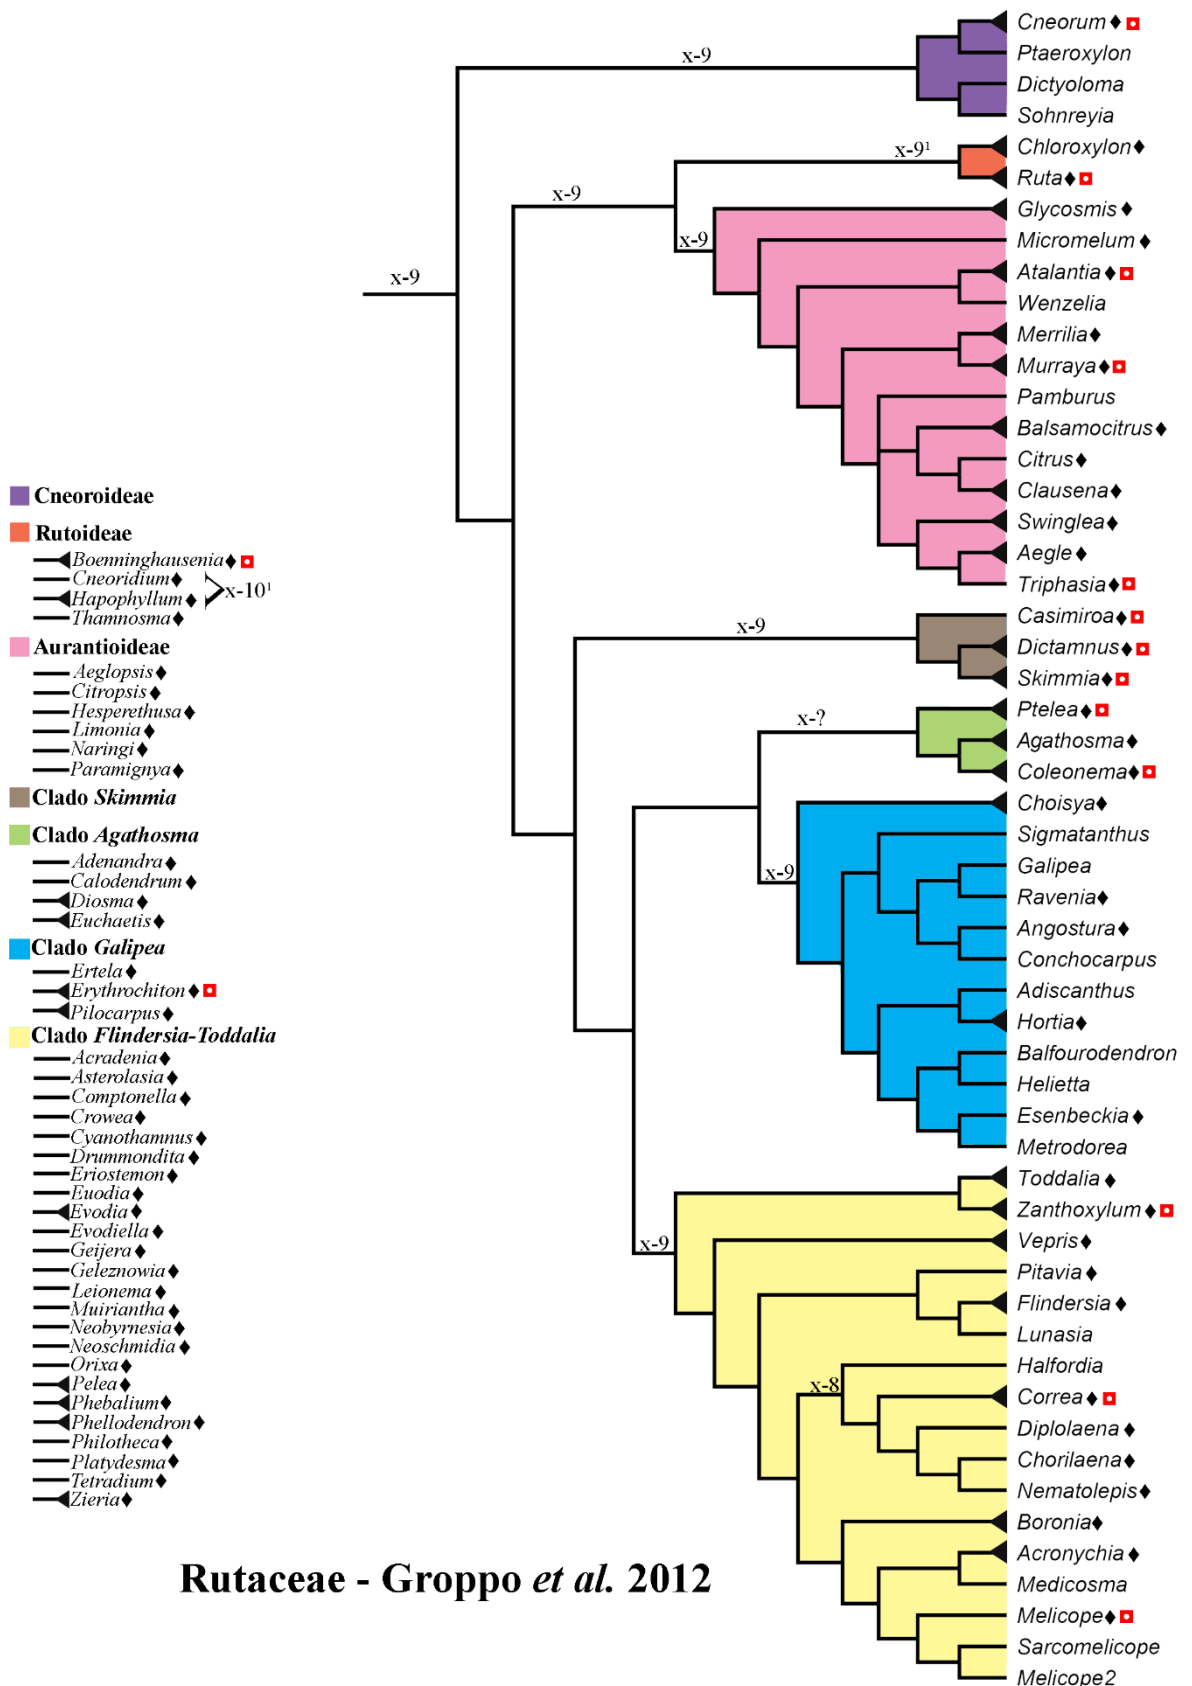 Cneorum
Ptaeroxylon
Dictyoloma
Sohnreyia
Chloroxylon
Ruta
Glycosmis
Micromelum
Atalantia
Wenzelia
Merrilia
Murraya
Pamburus
Balsamocitrus
Citrus
Clausena
Swinglea
Aegle
Triphasia
Casimiroa
Dictamnus
Skimmia
Ptelea
Agathosma
Coleonema
Choisya
Sigmatanthus
Galipea
Ravenia
Angostura
Conchocarpus
Adiscanthus
Hortia
Balfourodendron
Helietta
Esenbeckia
Metrodorea
Toddalia
Zanthoxylum
Vepris
Pitavia
Flindersia
Lunasia
Halfordia
Correa
Diplolaena
Chorilaena
Nematolepis
Boronia
Acronychia
Medicosma
Melicope
Sarcomelicope
Melicope2
x-9
x-9¹
x-9
x-9
x-9
x-9
x-?
x-9
x-9
x-8
Cneoroideae
Rutoideae
Boenninghausenia
Cneoridium
x-10¹
Hapophyllum
Thamnosma
Aurantioideae
Aeglopsis
Citropsis
Hesperethusa
Limonia
Naringi
Paramignya
Clado Skimmia
Clado Agathosma
Adenandra
Calodendrum
Diosma
Euchaetis
Clado Galipea
Ertela
Erythrochiton
Pilocarpus
Clado Flindersia-Toddalia
Acradenia
Asterolasia
Comptonella
Crowea
Cyanothamnus
Drummondita
Eriostemon
Euodia
Evodia
Evodiella
Geijera
Geleznowia
Leionema
Muiriantha
Neobyrnesia
Neoschmidia
Orixa
Pelea
Phebalium
Phellodendron
Philotheca
Platydesma
Tetradium
Zieria
Rutaceae - Groppo et al. 2012